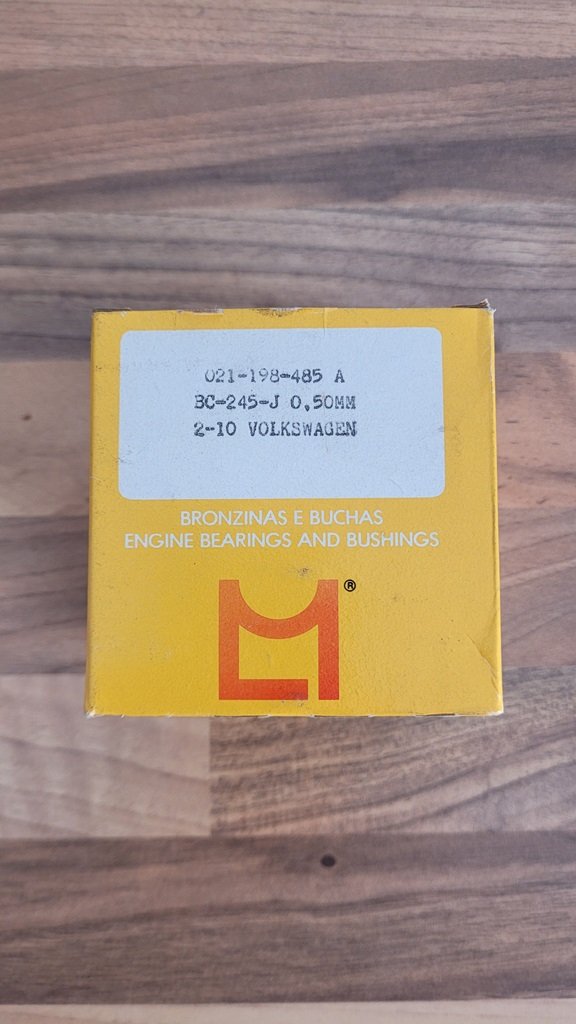 021-198-485 A
BC-245-J 0,50MM
2-10 VOLKSWAGEN
BRONZINAS E BUCHAS
ENGINE BEARINGS AND BUSHINGS
®